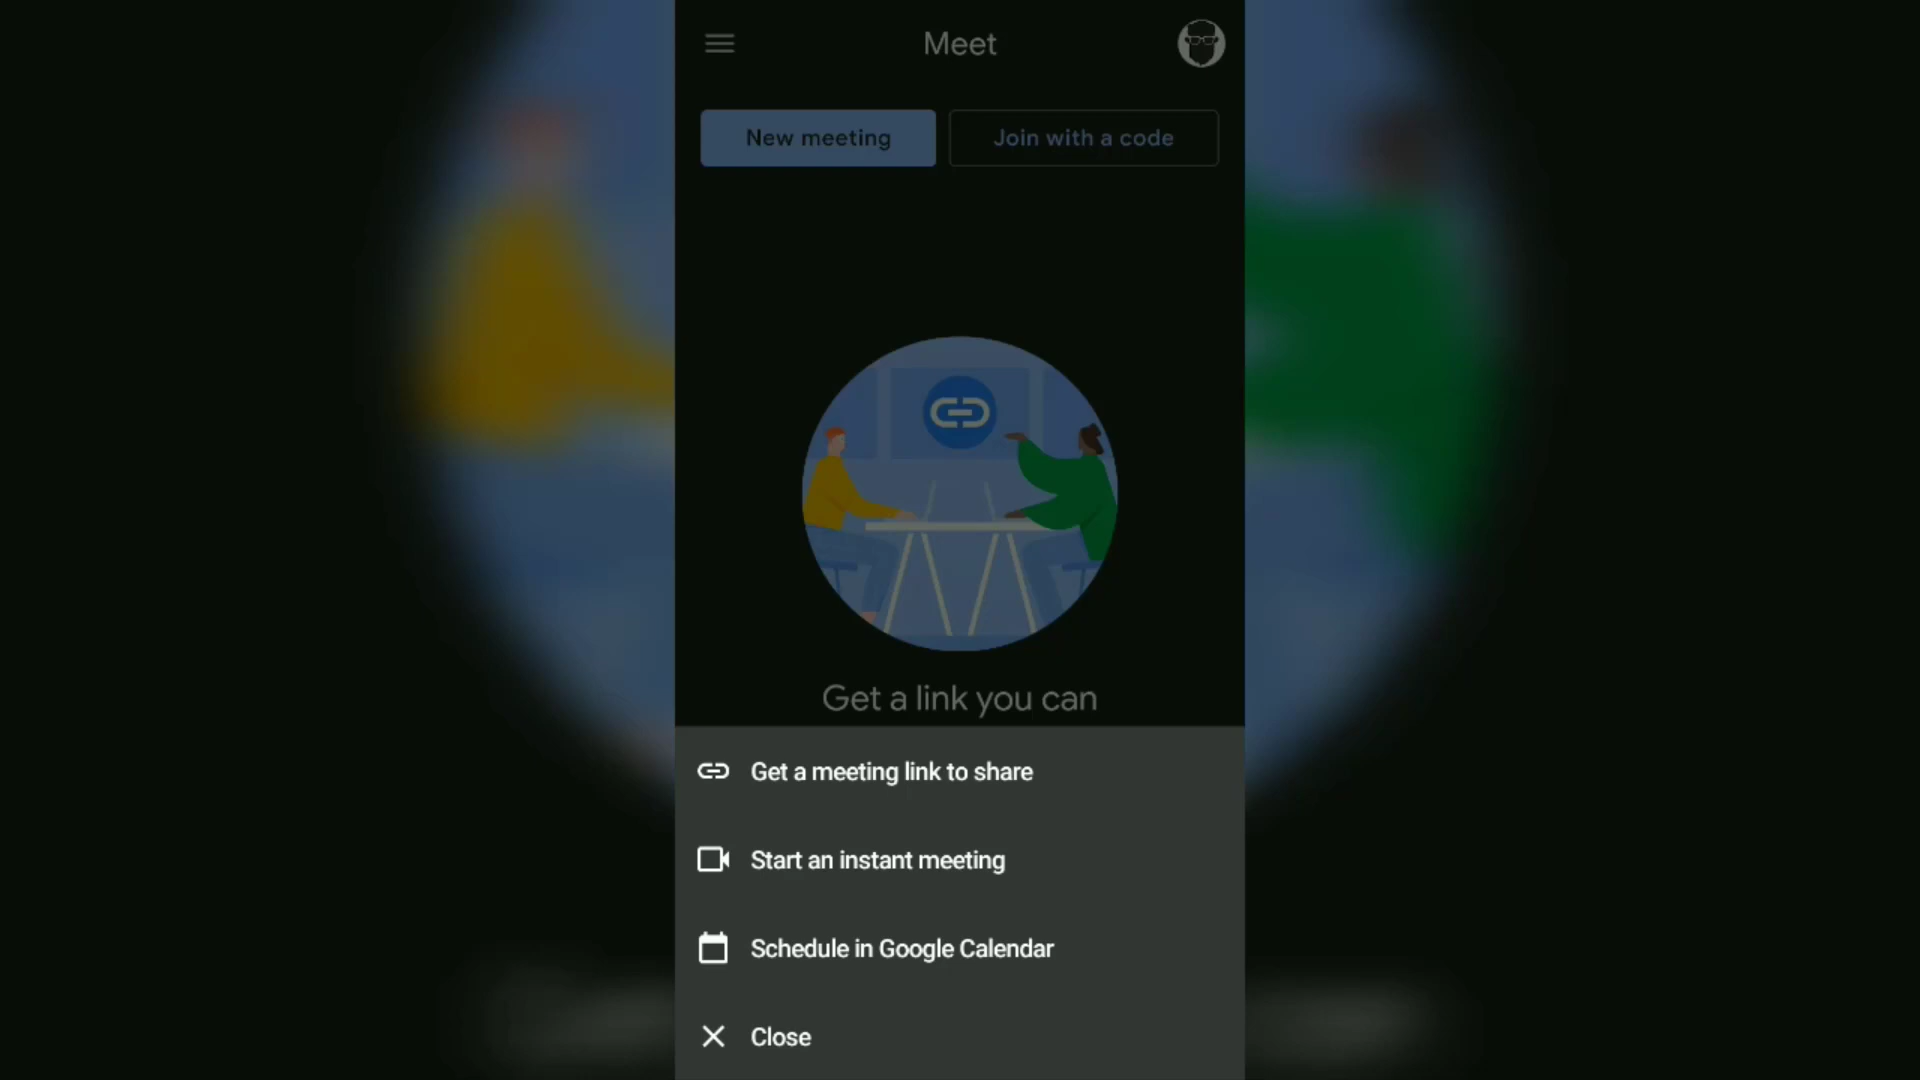 Meet
New meeting
Join with a code
Get a link you can
Get a meeting link to share
Start an instant meeting
Schedule in Google Calendar
Close